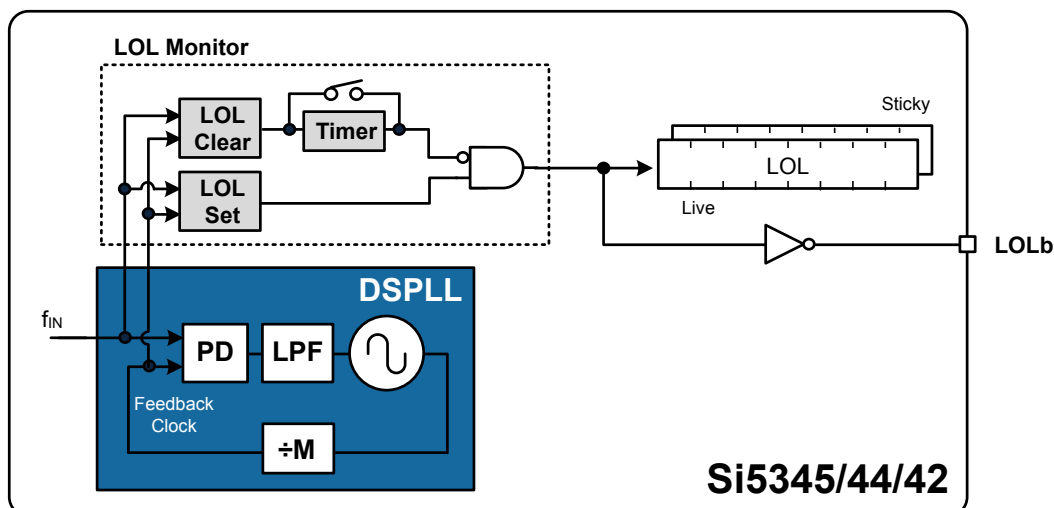 LOL Monitor
LOL
Clear
Timer
LOL
Set
Sticky
LOL
Live
LOLb
DSPLL
fIN
PD
LPF
Feedback
Clock
÷M
Si5345/44/42